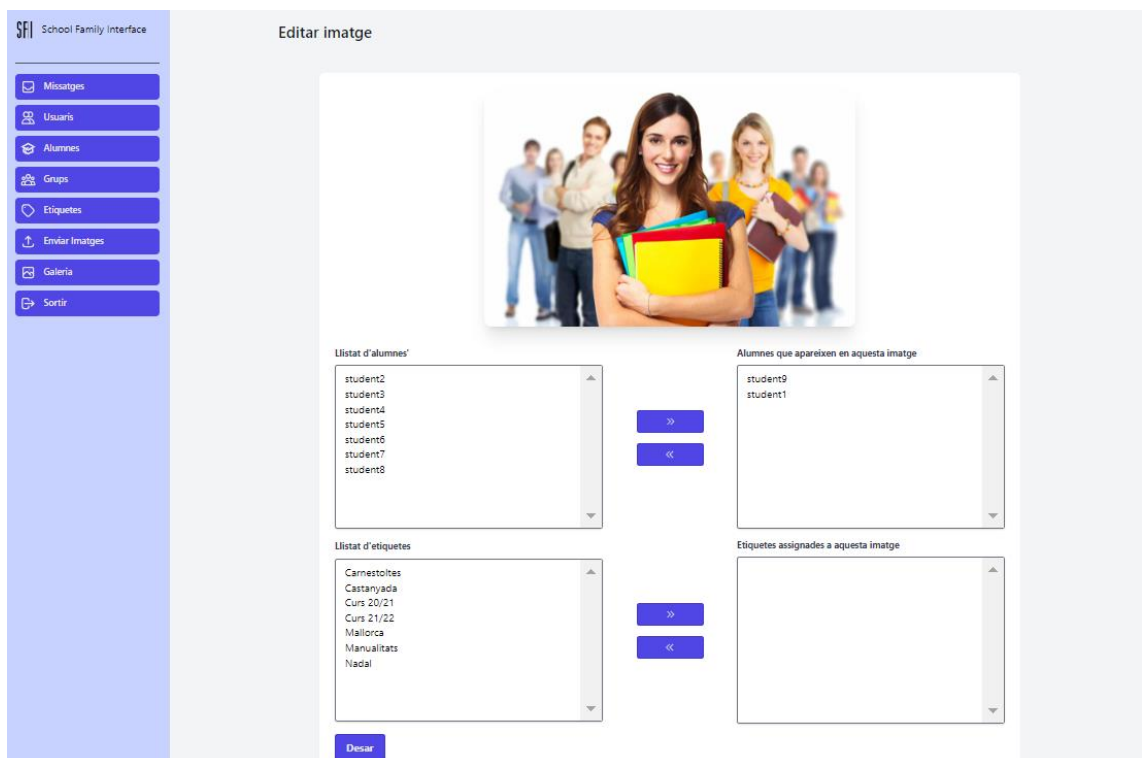 SFI School Family Interface
Missatges
Usuaris
Alumnes
Grups
Etiquetes
Enviar Imatges
Galeria
Sortir
Editar imatge
Llistat d'alumnes'
student2
student3
student4
student5
student6
student7
student8
»
«
Alumnes que apareixen en aquesta imatge
student9
student1
Llistat d'etiquetes
Carnestoltes
Castanyada
Curs 20/21
Curs 21/22
Mallorca
Manualitats
Nadal
»
«
Etiquetes assignades a aquesta imatge
Desar